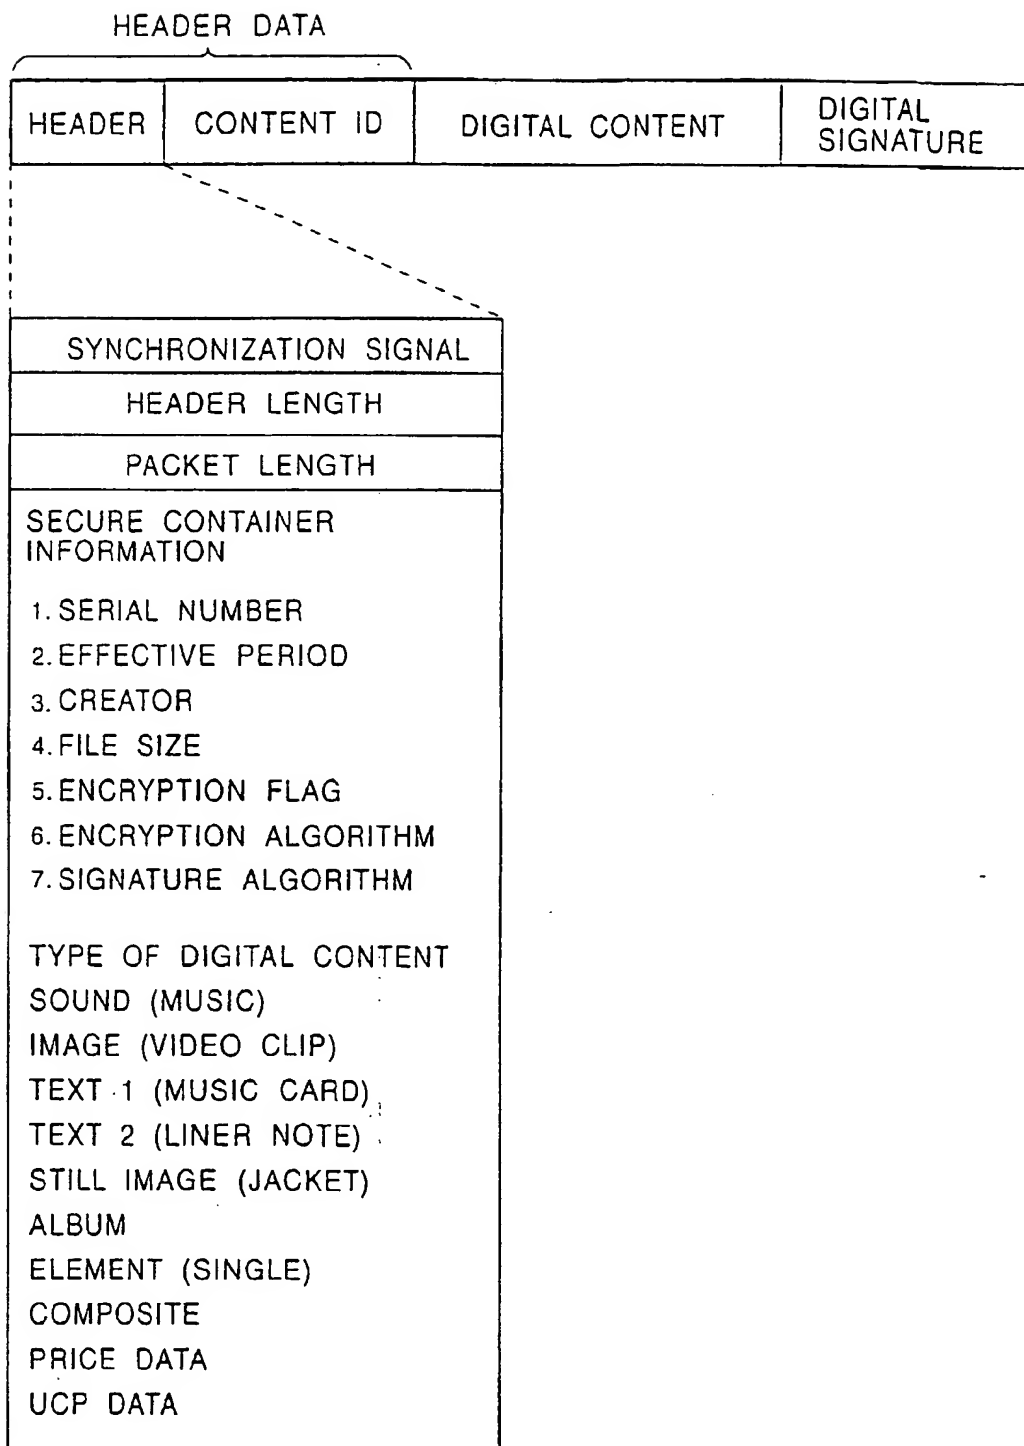 HEADER DATA
HEADER CONTENT ID DIGITAL CONTENT DIGITAL SIGNATURE
SYNCHRONIZATION SIGNAL
HEADER LENGTH
PACKET LENGTH
SECURE CONTAINER
INFORMATION
1. SERIAL NUMBER
2. EFFECTIVE PERIOD
3. CREATOR
4. FILE SIZE
5. ENCRYPTION FLAG
6. ENCRYPTION ALGORITHM
7. SIGNATURE ALGORITHM
TYPE OF DIGITAL CONTENT
SOUND (MUSIC)
IMAGE (VIDEO CLIP)
TEXT 1 (MUSIC CARD)
TEXT 2 (LINER NOTE)
STILL IMAGE (JACKET)
ALBUM
ELEMENT (SINGLE)
COMPOSITE
PRICE DATA
UCP DATA